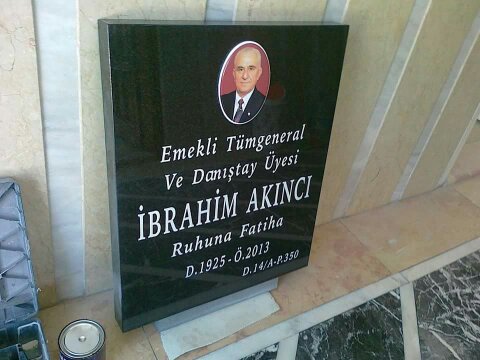 Emekli Tümgeneral
Ve Danıştay Üyesi
İBRAHİM AKINCI
Ruhuna Fatiha
D.1925-Ö.2013
D.14/A-P.350